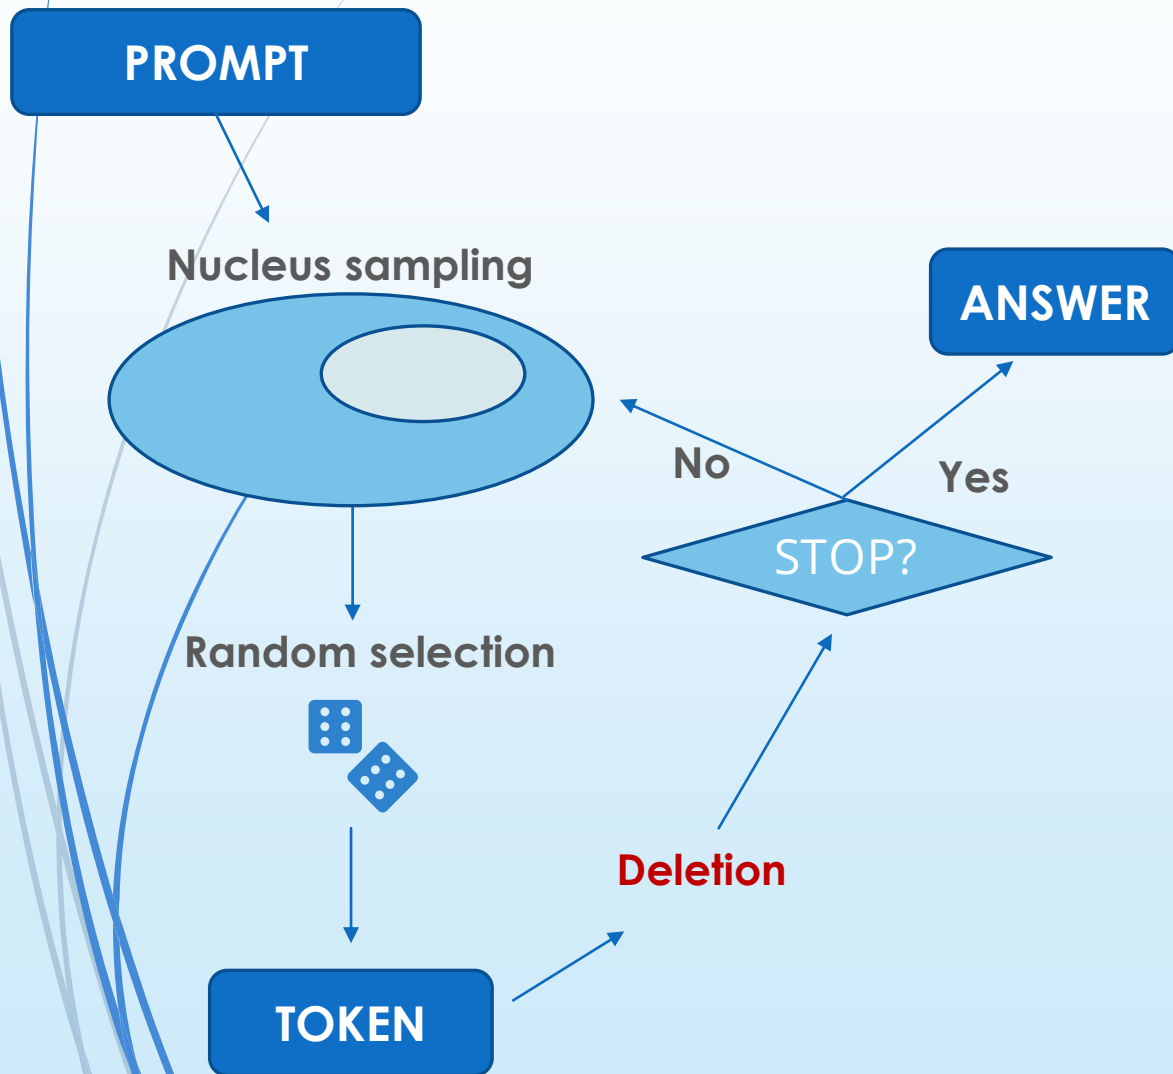 PROMPT
Nucleus sampling
ANSWER
No
Yes
STOP?
Random selection
Deletion
TOKEN